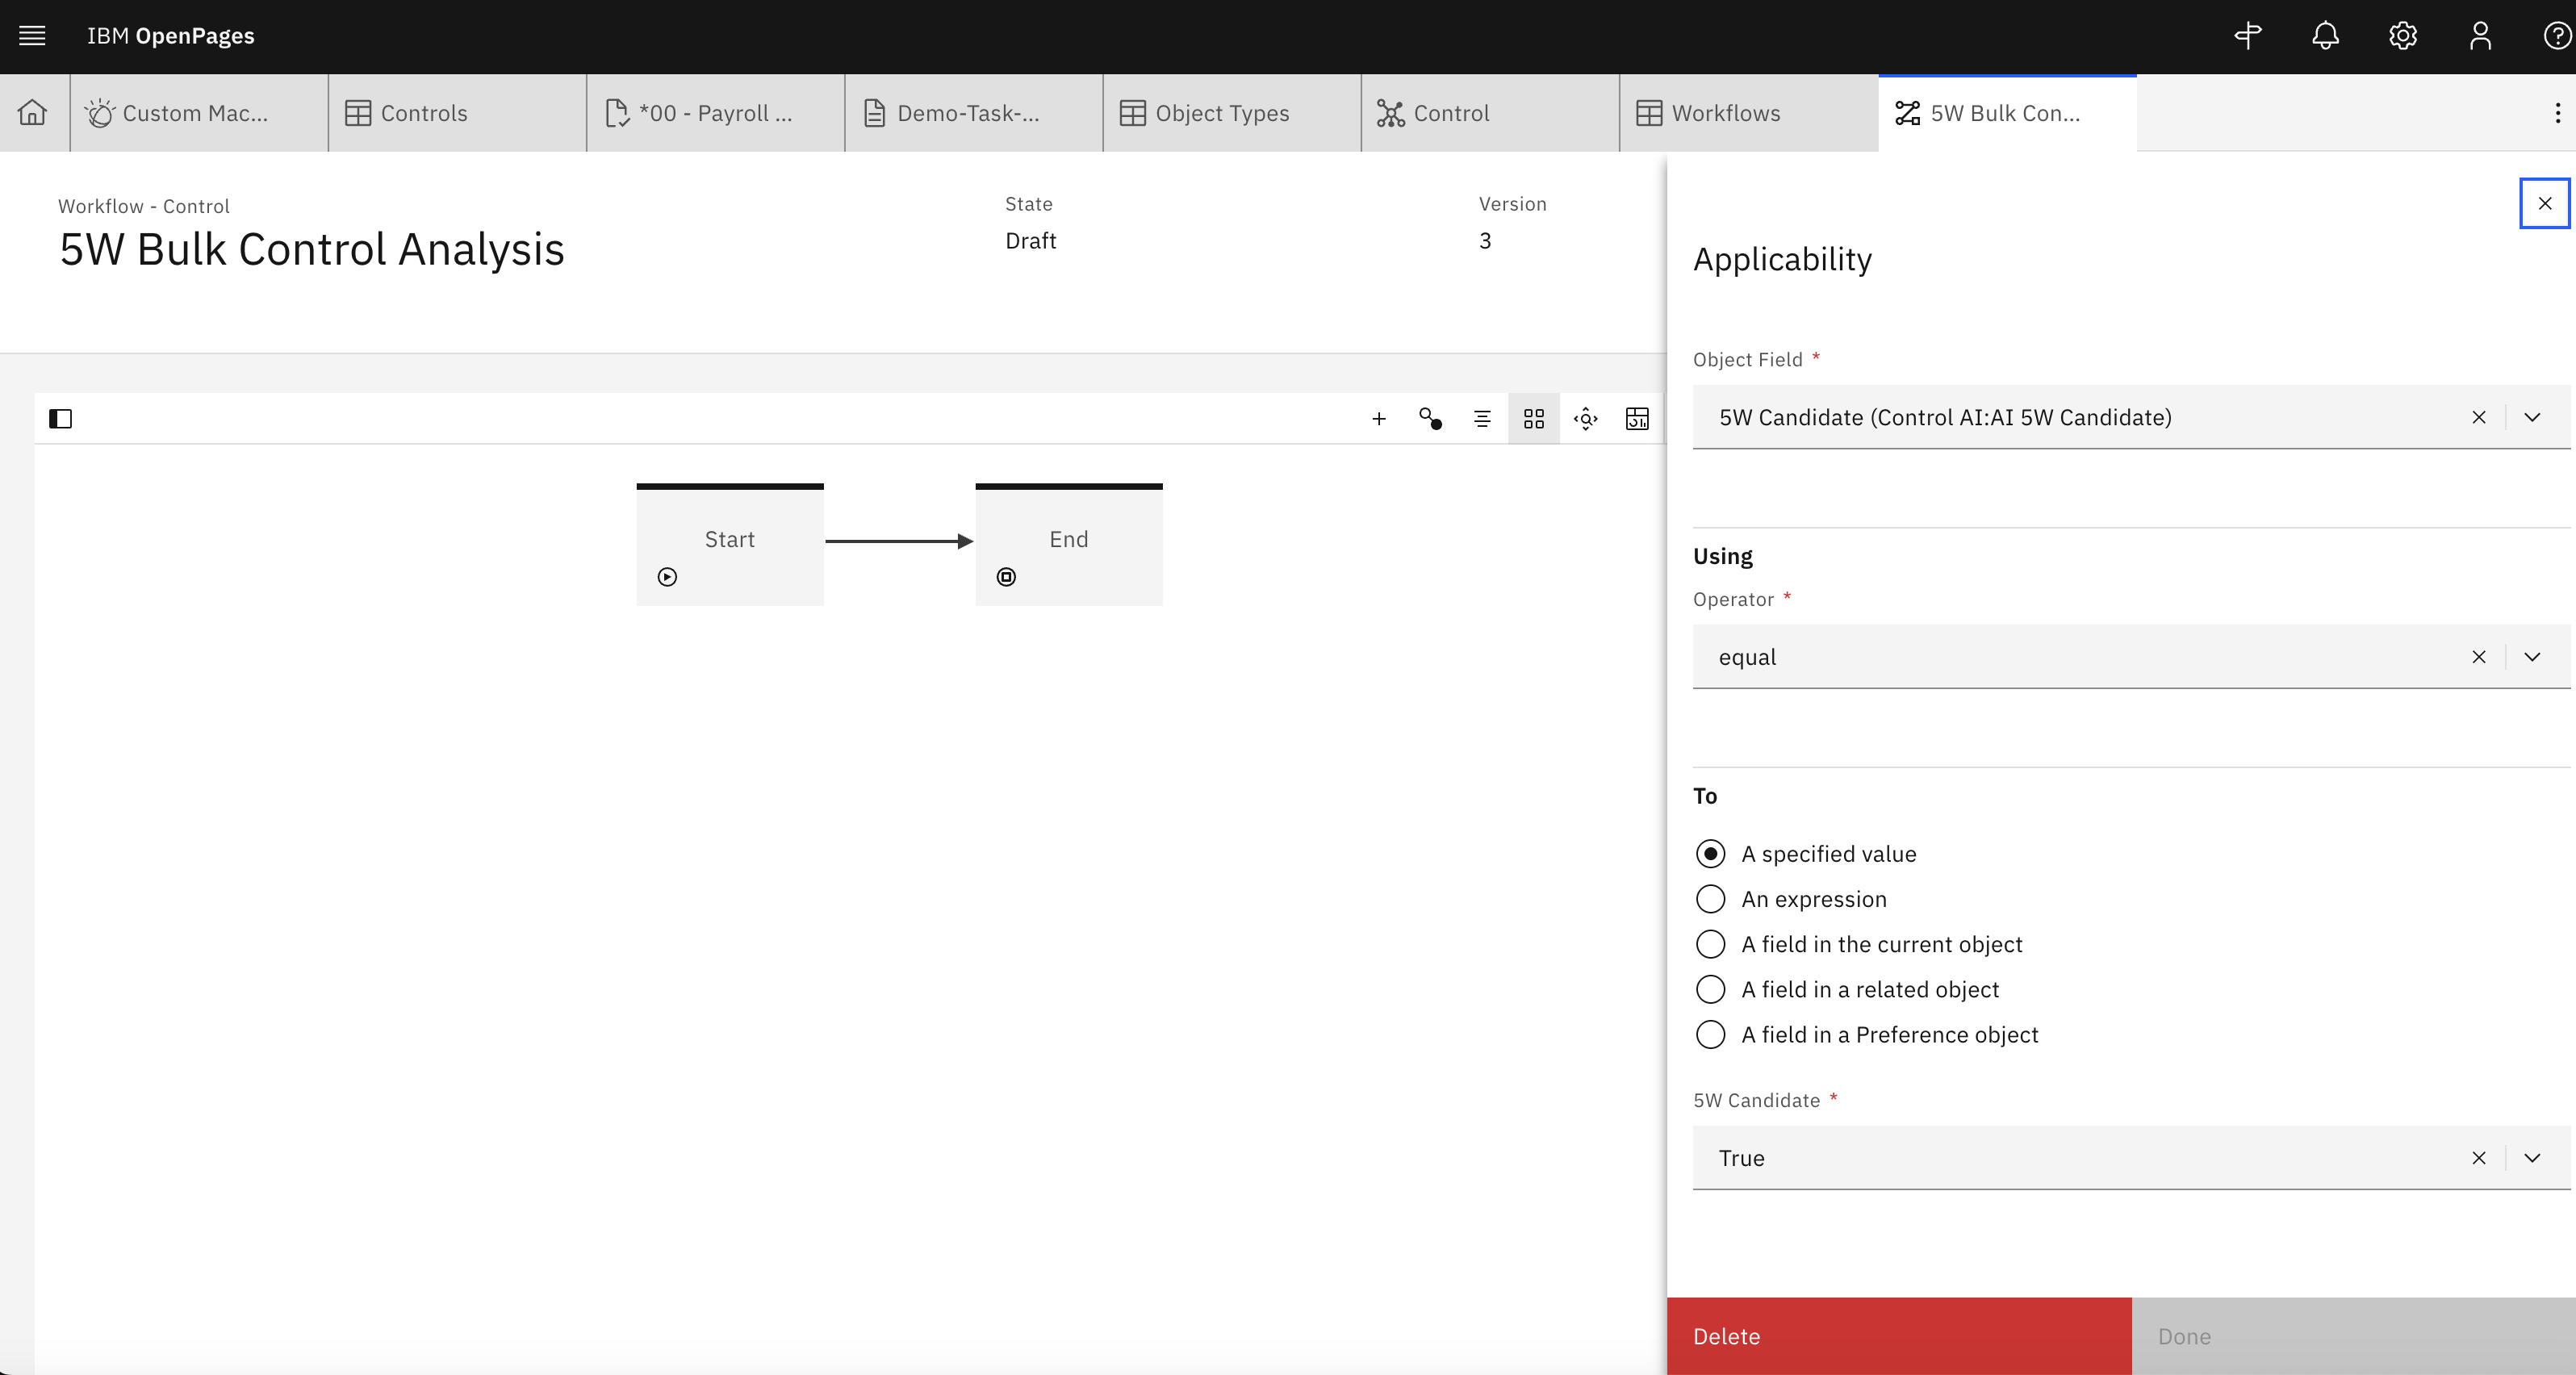 IBM OpenPages
Custom Mac...
Controls
*00 - Payroll ...
Demo-Task-...
Object Types
Control
Workflows
5W Bulk Con...
Workflow - Control
5W Bulk Control Analysis
State
Draft
Version
3
Start
End
Applicability
Object Field *
5W Candidate (Control AI:AI 5W Candidate)
Using
Operator *
equal
To
A specified value
An expression
A field in the current object
A field in a related object
A field in a Preference object
5W Candidate *
True
Delete
Done